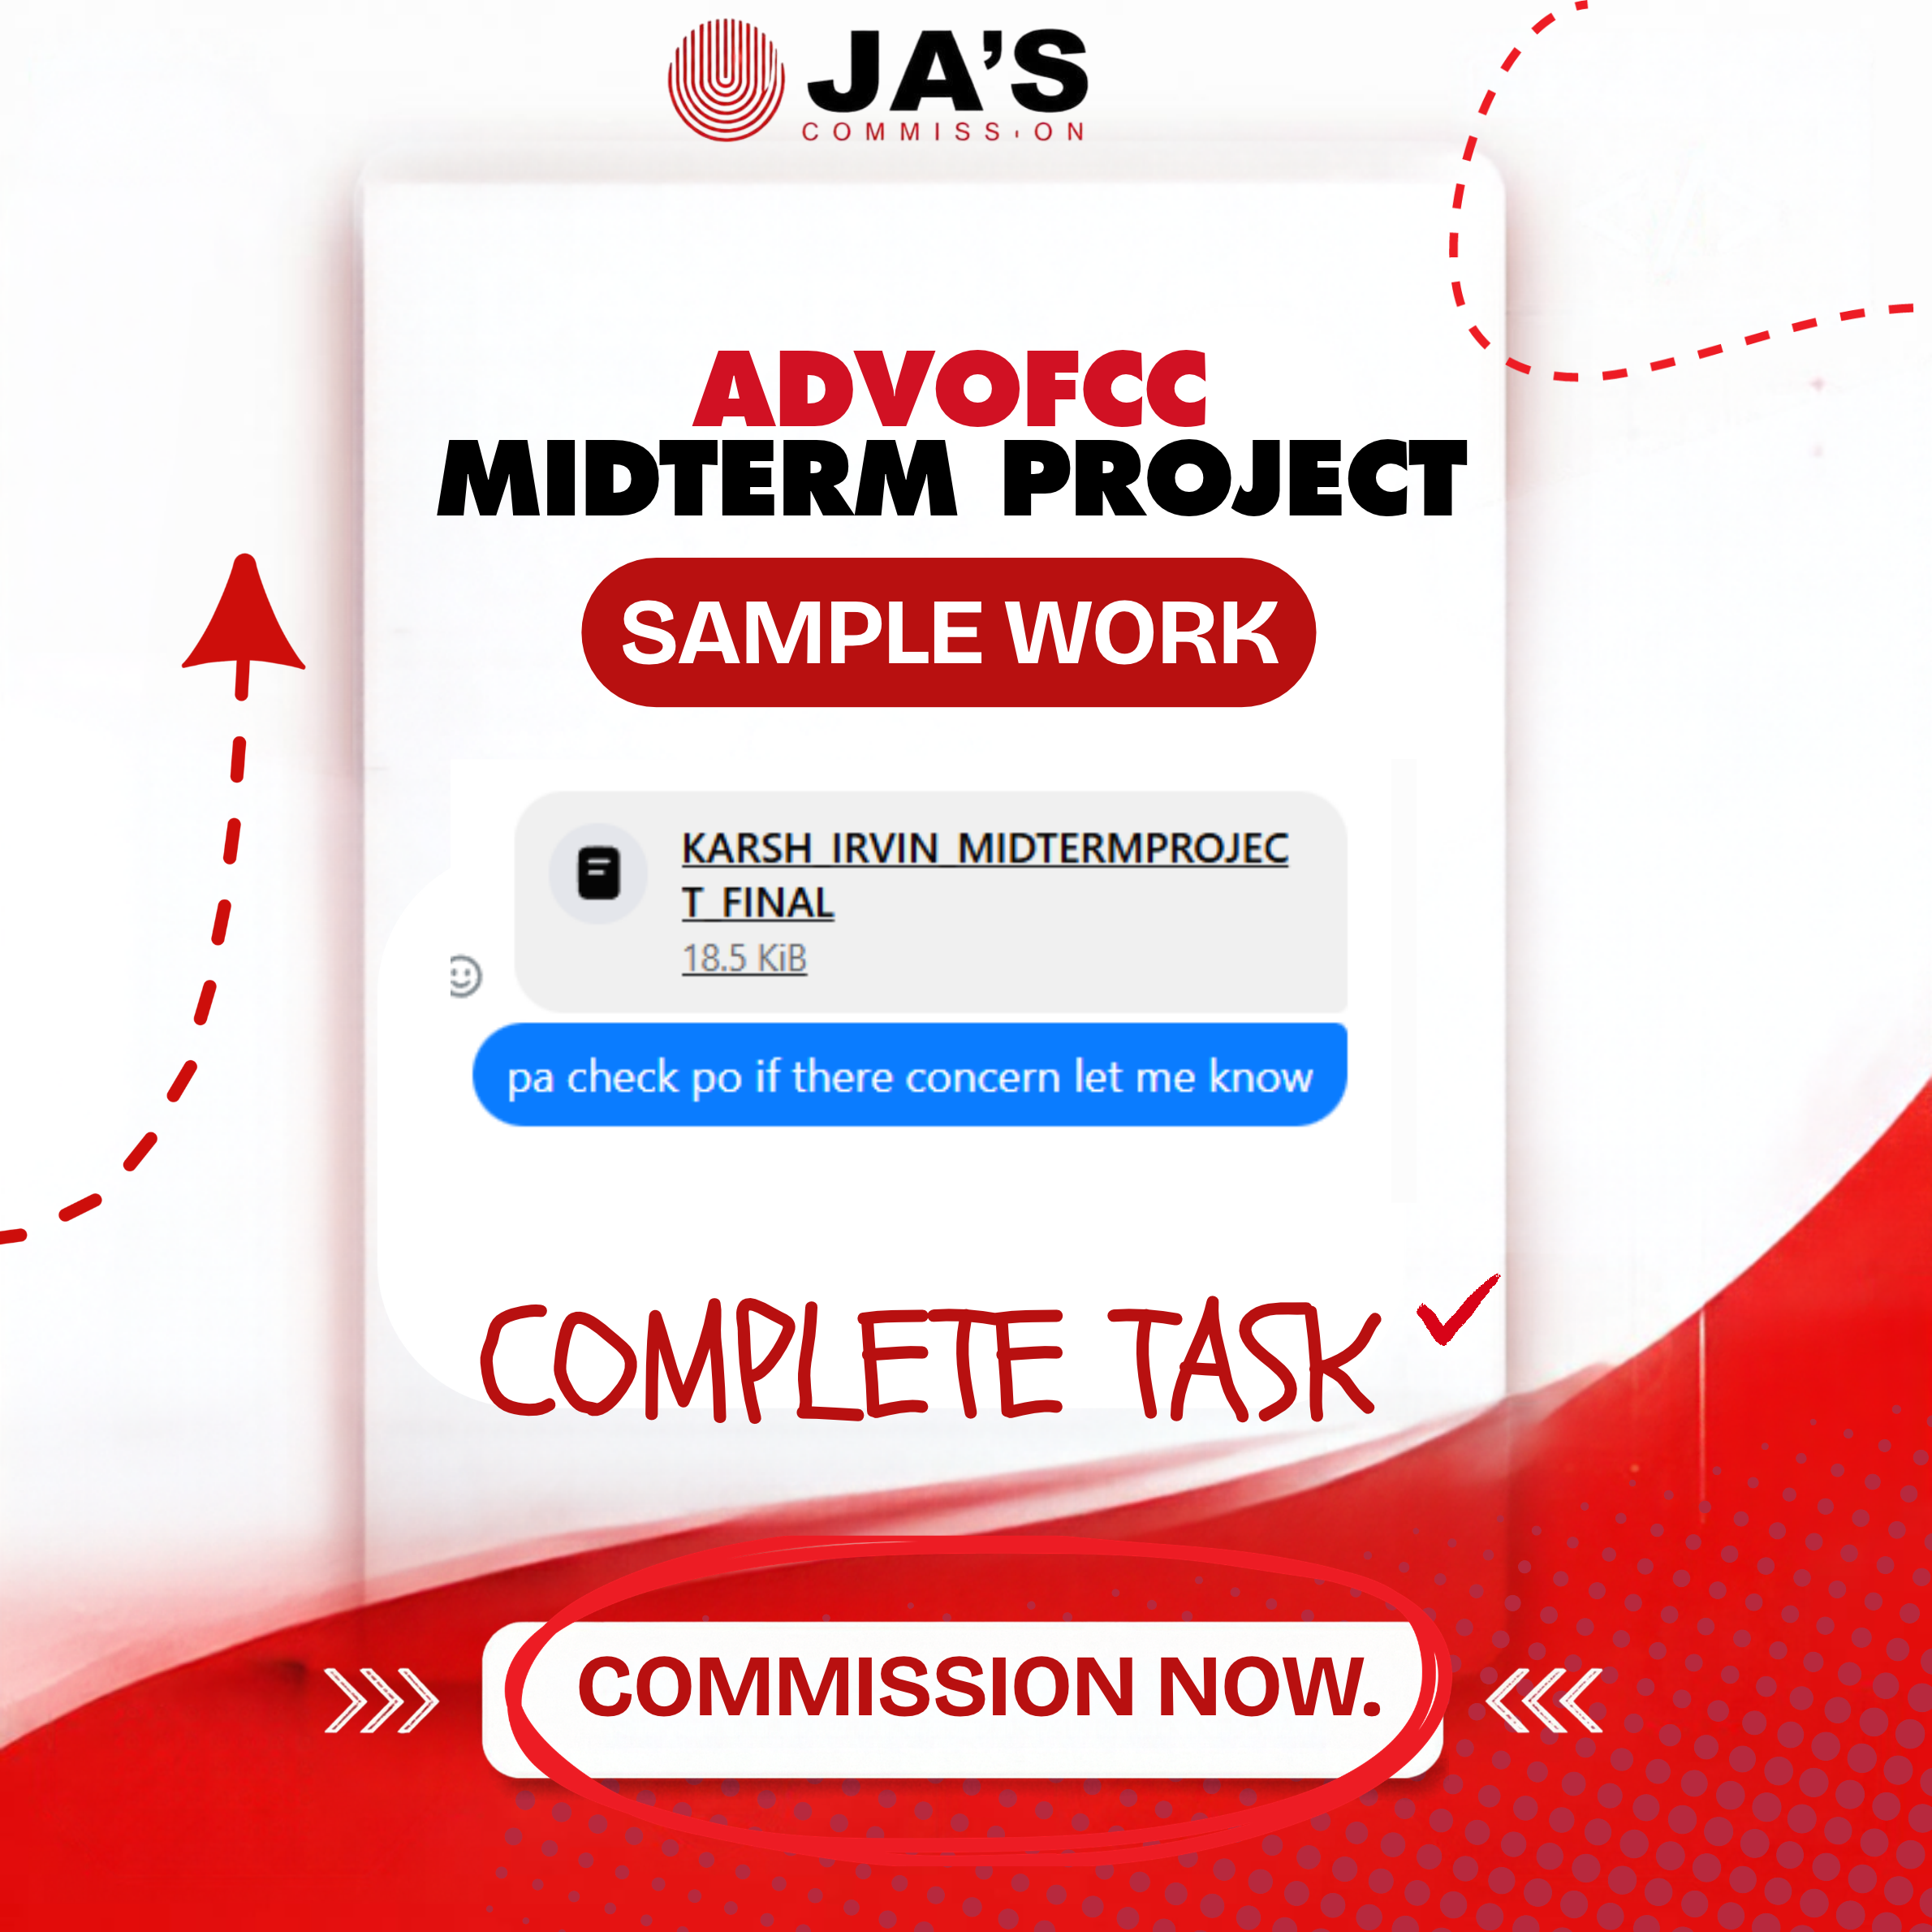 JA'S
COMMISSION
ADVOFCC
MIDTERM PROJECT
SAMPLE WORK
KARSH_IRVIN_MIDTERMPROJEC
T_FINAL
18.5 KiB
pa check po if there concern let me know
COMPLETE TASK
COMMISSION NOW.